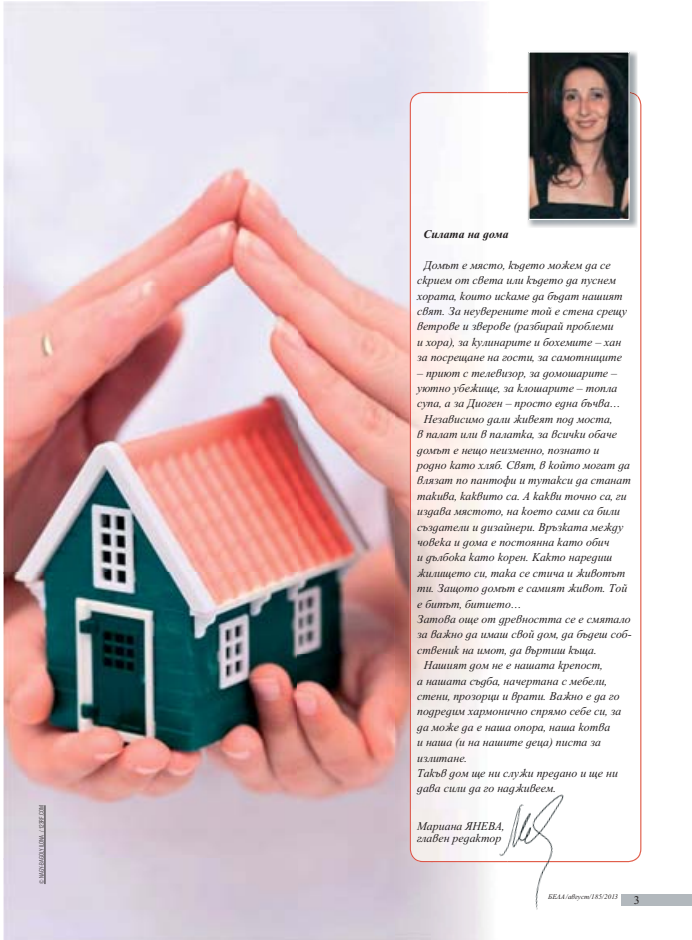 Силата на дома
Домът е място, където можем да се
скрием от света или където да пуснем
хората, които искаме да бъдат нашият
свят. За неуверените той е стена срещу
ветрове и зверове (разбирай проблеми
и хора), за кулинарите и бохемите – хан
за посрещане на гости, за самотниците
– приют с телевизор, за домошарите –
уютно убежище, за клошарите – топла
супа, а за Диоген – просто една бъчва…
Независимо дали живеят под моста,
в палат или в палатка, за всички обаче
домът е нещо неизменно, познато и
родно като хляб. Свят, в който могат да
влязат по пантофи и тутакси да станат
такива, каквито са. А какви точно са, ги
издава мястото, на което сами са били
създатели и дизайнери. Връзката между
човека и дома е постоянна като обич
и дълбока като корен. Както наредиш
жилището си, така се стича и животът
ти. Защото домът е самият живот. Той
е битът, битието…
Затова още от древността се е смятало
за важно да имаш свой дом, да бъдеш соб-
ственик на имот, да въртиш къща.
Нашият дом не е нашата крепост,
а нашата съдба, начертана с мебели,
стени, прозорци и врати. Важно е да го
подредим хармонично спрямо себе си, за
да може да е наша опора, наша котва
и наша (и на нашите деца) писта за
излитане.
Такъв дом ще ни служи предано и ще ни
дава сили да го надживеем.
Мариана ЯНЕВА,
главен редактор
© NAGY-BAGOLY ILONA / 123RF.COM
БЕЛА/август/185/2013 3